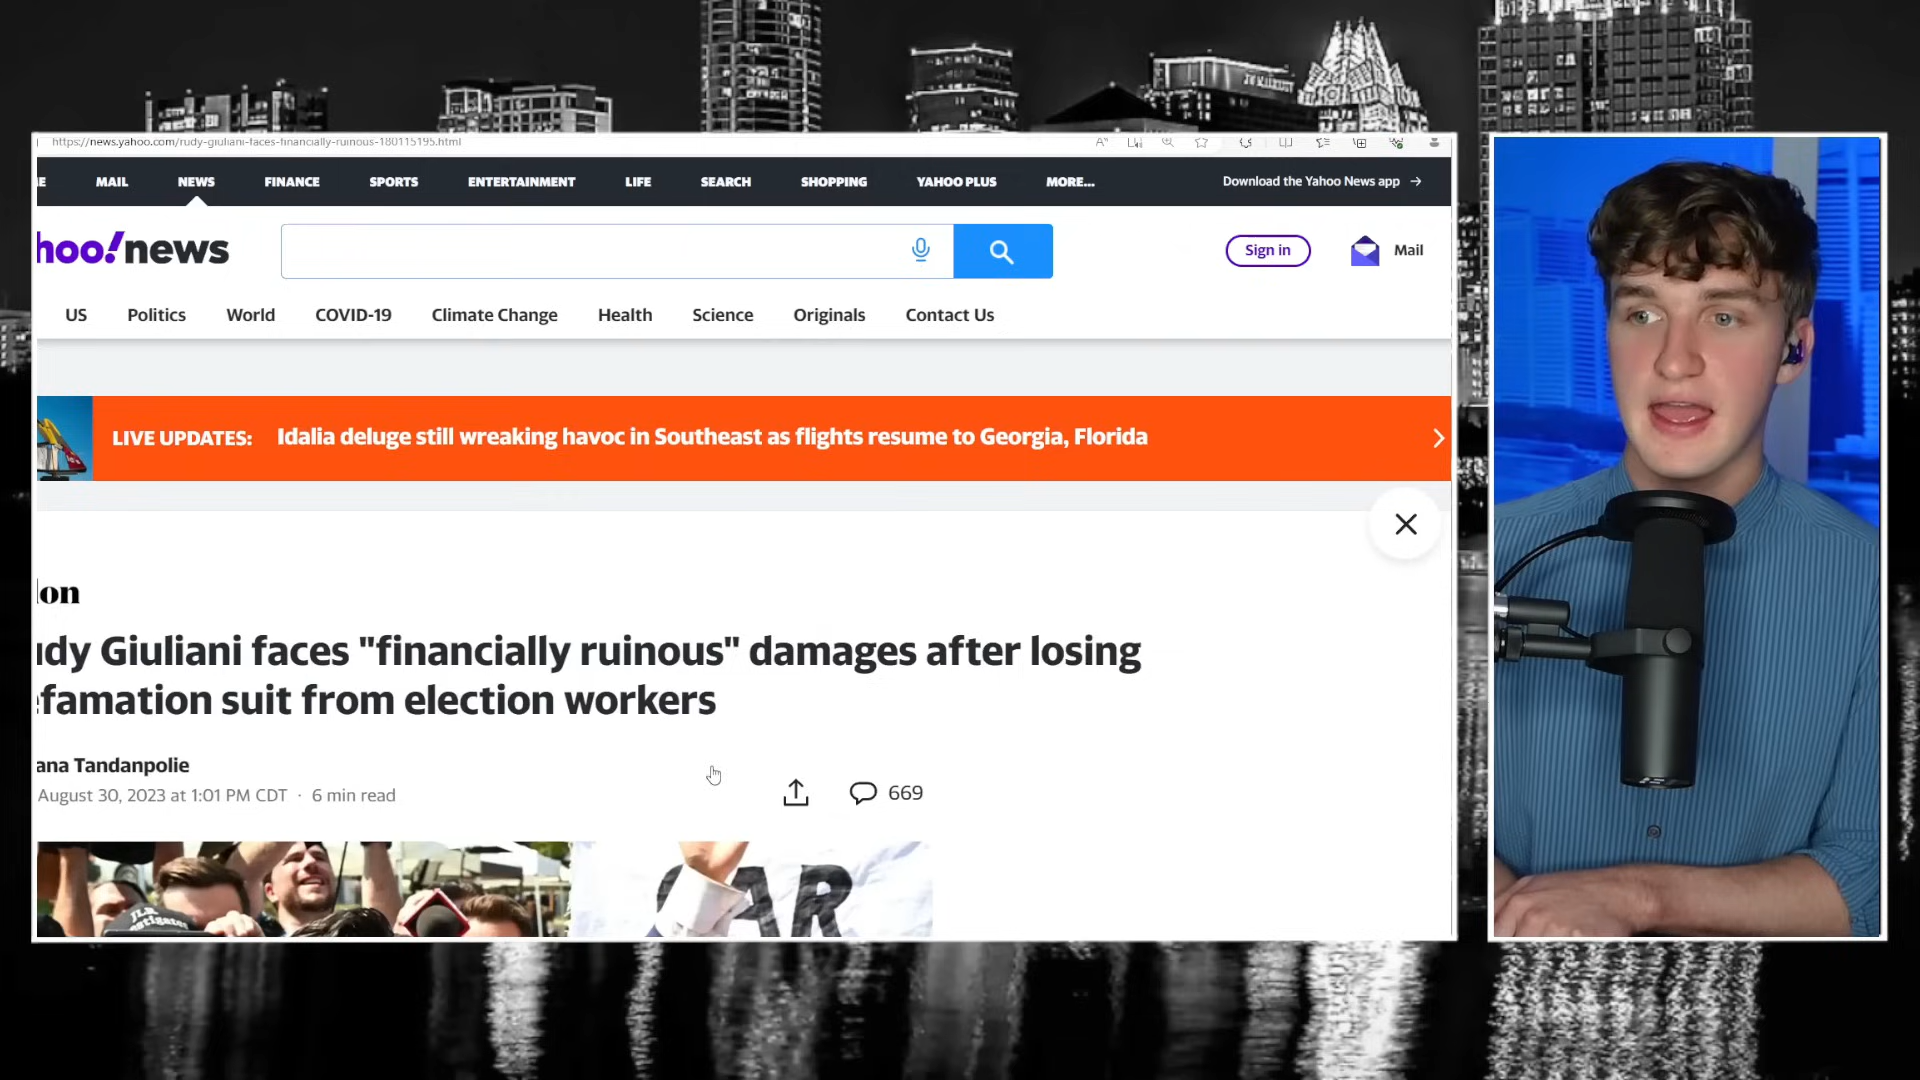 https://news.yahoo.com/rudy-giuliani-faces-financially-ruinous-180115195.html
E MAIL NEWS FINANCE SPORTS ENTERTAINMENT LIFE SEARCH SHOPPING YAHOO PLUS MORE... Download the Yahoo News app →
hoo!news
Sign in
Mail
US Politics World COVID-19 Climate Change Health Science Originals Contact Us
LIVE UPDATES: Idalia deluge still wreaking havoc in Southeast as flights resume to Georgia, Florida
lon
udy Giuliani faces "financially ruinous" damages after losing
efamation suit from election workers
ana Tandanpolie
August 30, 2023 at 1:01 PM CDT · 6 min read
669
AR